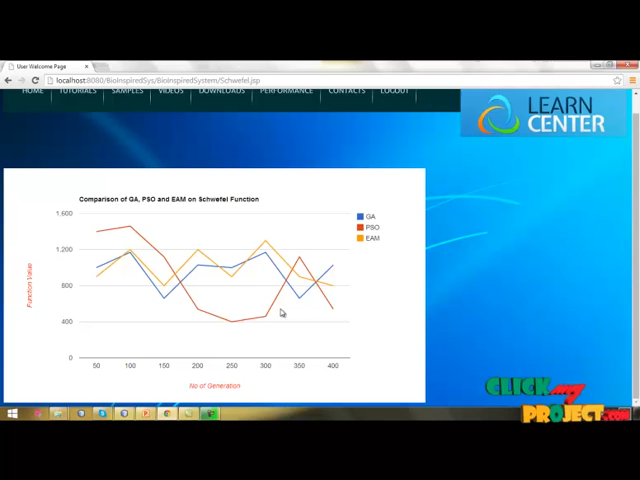 User Welcome Page
localhost:8080/BioInspiredSys/BioInspiredSystem/Schwefel.jsp
HOME TUTORIALS SAMPLES VIDEOS DOWNLOADS PERFORMANCE CONTACTS LOGOUT
LEARN
CENTER
Comparison of GA, PSO and EAM on Schwefel Function
1,600
1,200
800
400
0
Function Value
50 100 150 200 250 300 350 400
No of Generation
GA
PSO
EAM
CLICK my
PROJECT.COM